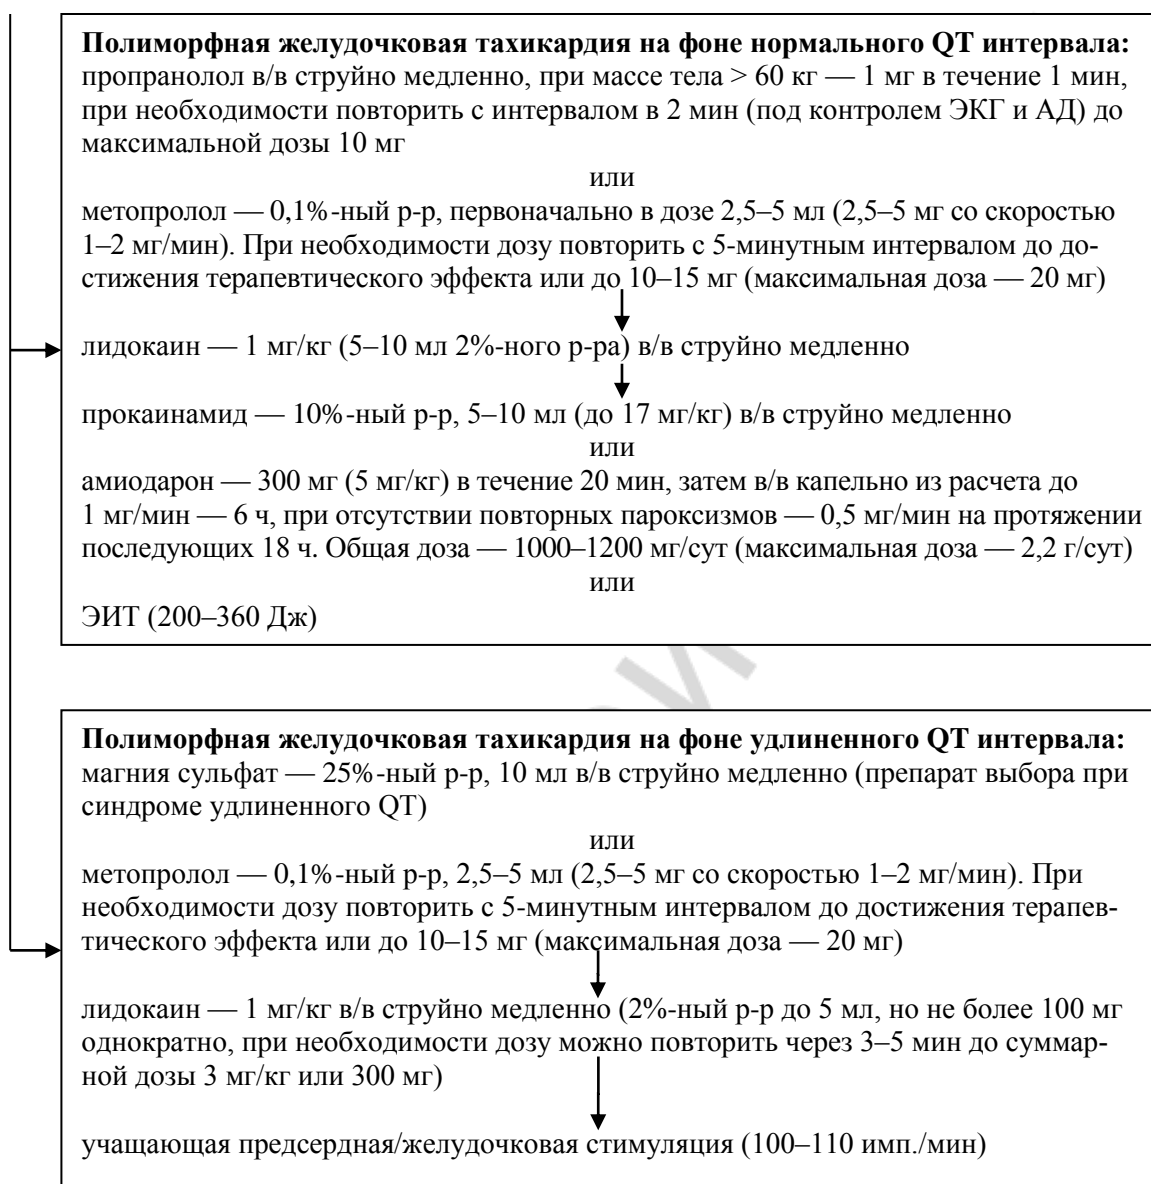 Полиморфная желудочковая тахикардия на фоне нормального QT интервала:
пропранолол в/в струйно медленно, при массе тела > 60 кг — 1 мг в течение 1 мин,
при необходимости повторить с интервалом в 2 мин (под контролем ЭКГ и АД) до
максимальной дозы 10 мг
или
метопролол — 0,1%-ный р-р, первоначально в дозе 2,5–5 мл (2,5–5 мг со скоростью
1–2 мг/мин). При необходимости дозу повторить с 5-минутным интервалом до до-
стижения терапевтического эффекта или до 10–15 мг (максимальная доза — 20 мг)
лидокаин — 1 мг/кг (5–10 мл 2%-ного р-ра) в/в струйно медленно
прокаинамид — 10%-ный р-р, 5–10 мл (до 17 мг/кг) в/в струйно медленно
или
амиодарон — 300 мг (5 мг/кг) в течение 20 мин, затем в/в капельно из расчета до
1 мг/мин — 6 ч, при отсутствии повторных пароксизмов — 0,5 мг/мин на протяжении
последующих 18 ч. Общая доза — 1000–1200 мг/сут (максимальная доза — 2,2 г/сут)
или
ЭИТ (200–360 Дж)
Полиморфная желудочковая тахикардия на фоне удлиненного QT интервала:
магния сульфат — 25%-ный р-р, 10 мл в/в струйно медленно (препарат выбора при
синдроме удлиненного QT)
или
метопролол — 0,1%-ный р-р, 2,5–5 мл (2,5–5 мг со скоростью 1–2 мг/мин). При
необходимости дозу повторить с 5-минутным интервалом до достижения терапев-
тического эффекта или до 10–15 мг (максимальная доза — 20 мг)
лидокаин — 1 мг/кг в/в струйно медленно (2%-ный р-р до 5 мл, но не более 100 мг
однократно, при необходимости дозу можно повторить через 3–5 мин до суммар-
ной дозы 3 мг/кг или 300 мг)
учащающая предсердная/желудочковая стимуляция (100–110 имп./мин)